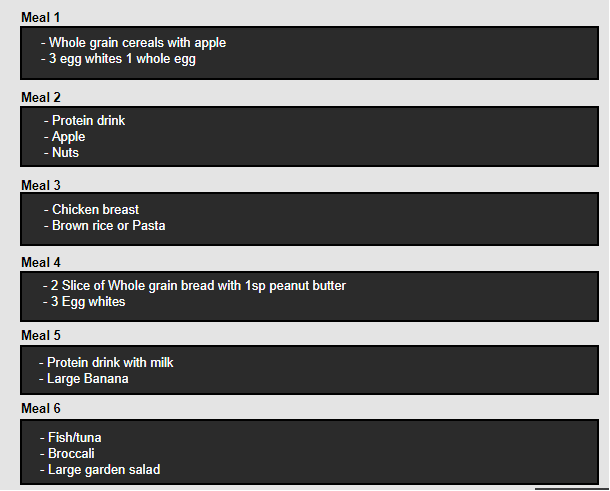 Meal 1
- Whole grain cereals with apple
- 3 egg whites 1 whole egg
Meal 2
- Protein drink
- Apple
- Nuts
Meal 3
- Chicken breast
- Brown rice or Pasta
Meal 4
- 2 Slice of Whole grain bread with 1sp peanut butter
- 3 Egg whites
Meal 5
- Protein drink with milk
- Large Banana
Meal 6
- Fish/tuna
- Broccali
- Large garden salad